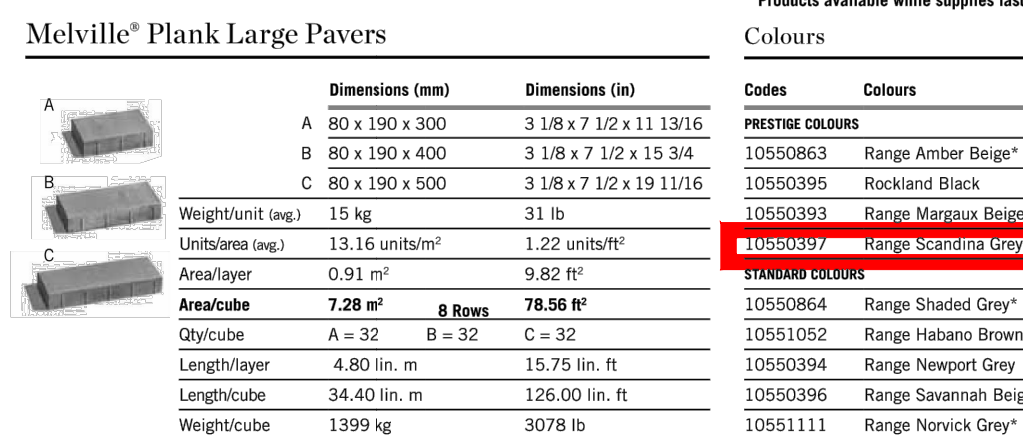 Products available while supplies last
Melville® Plank Large Pavers
Dimensions (mm) Dimensions (in)
A
A 80 x 190 x 300 3 1/8 x 7 1/2 x 11 13/16
B 80 x 190 x 400 3 1/8 x 7 1/2 x 15 3/4
B
C 80 x 190 x 500 3 1/8 x 7 1/2 x 19 11/16
Weight/unit (avg.) 15 kg 31 lb
Units/area (avg.) 13.16 units/m² 1.22 units/ft²
C
Area/layer 0.91 m² 9.82 ft²
Area/cube 7.28 m² 8 Rows 78.56 ft²
Qty/cube A = 32 B = 32 C = 32
Length/layer 4.80 lin. m 15.75 lin. ft
Length/cube 34.40 lin. m 126.00 lin. ft
Weight/cube 1399 kg 3078 lb
Colours
Codes Colours
PRESTIGE COLOURS
10550863 Range Amber Beige*
10550395 Rockland Black
10550393 Range Margaux Beige
10550397 Range Scandina Grey
STANDARD COLOURS
10550864 Range Shaded Grey*
10551052 Range Habano Brown
10550394 Range Newport Grey
10550396 Range Savannah Beig
10551111 Range Norvick Grey*